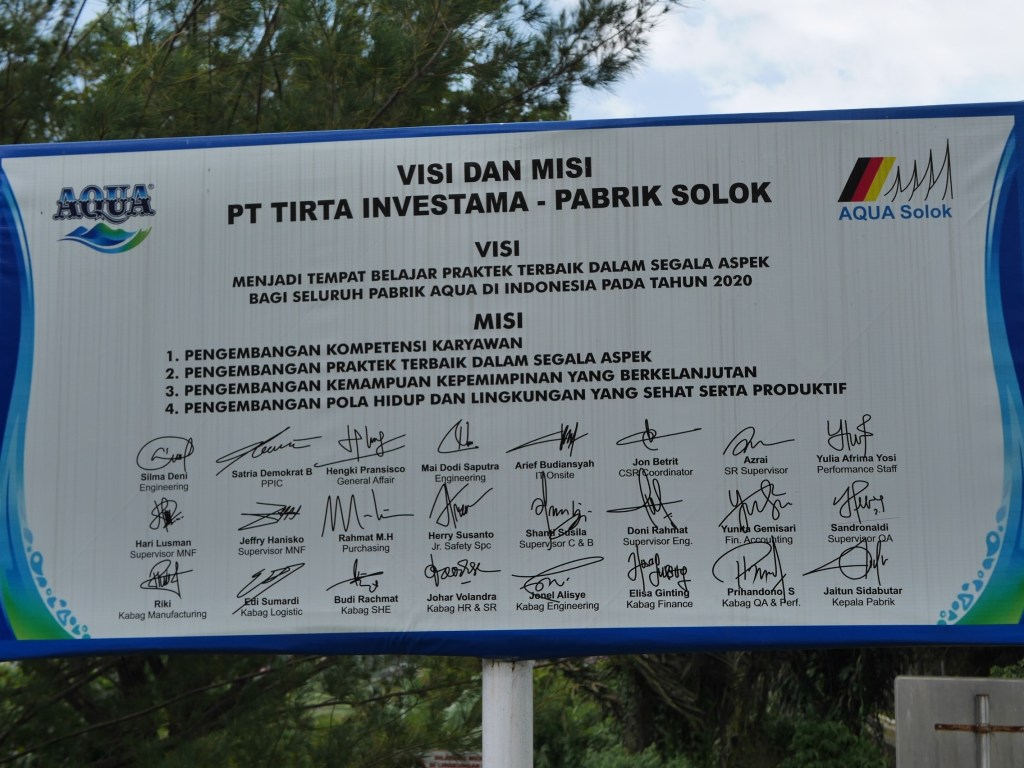 AQUA
VISI DAN MISI
PT TIRTA INVESTAMA - PABRIK SOLOK
AQUA Solok
VISI
MENJADI TEMPAT BELAJAR PRAKTEK TERBAIK DALAM SEGALA ASPEK
BAGI SELURUH PABRIK AQUA DI INDONESIA PADA TAHUN 2020
MISI
1. PENGEMBANGAN KOMPETENSI KARYAWAN
2. PENGEMBANGAN PRAKTEK TERBAIK DALAM SEGALA ASPEK
3. PENGEMBANGAN KEMAMPUAN KEPEMIMPINAN YANG BERKELANJUTAN
4. PENGEMBANGAN POLA HIDUP DAN LINGKUNGAN YANG SEHAT SERTA PRODUKTIF
Silma Deni Satria Demokrat B Hengki Pransisco Mai Dodi Saputra Arief Budiansyah Jon Betrit Azrai Yulia Afrima Yosi
Engineering PPIC General Affair Engineering IT Onsite CSR Coordinator SR Supervisor Performance Staff
Hari Lusman Jeffry Hanisko Rahmat M.H Herry Susanto Susila Doni Rahmat Yunita Gemisari Sandronaldi
Supervisor MNF Supervisor MNF Purchasing Jr. Safety Spc Supervisor C & B Supervisor Eng. Fin. Accounting Supervisor QA
Riki Edi Sumardi Budi Rachmat Johar Volandra Jonel Alisye Elisa Ginting Prihandono S Jaitun Sidabutar
Kabag Manufacturing Kabag Logistic Kabag SHE Kabag HR & SR Kabag Engineering Kabag Finance Kabag QA & Perf. Kepala Pabrik